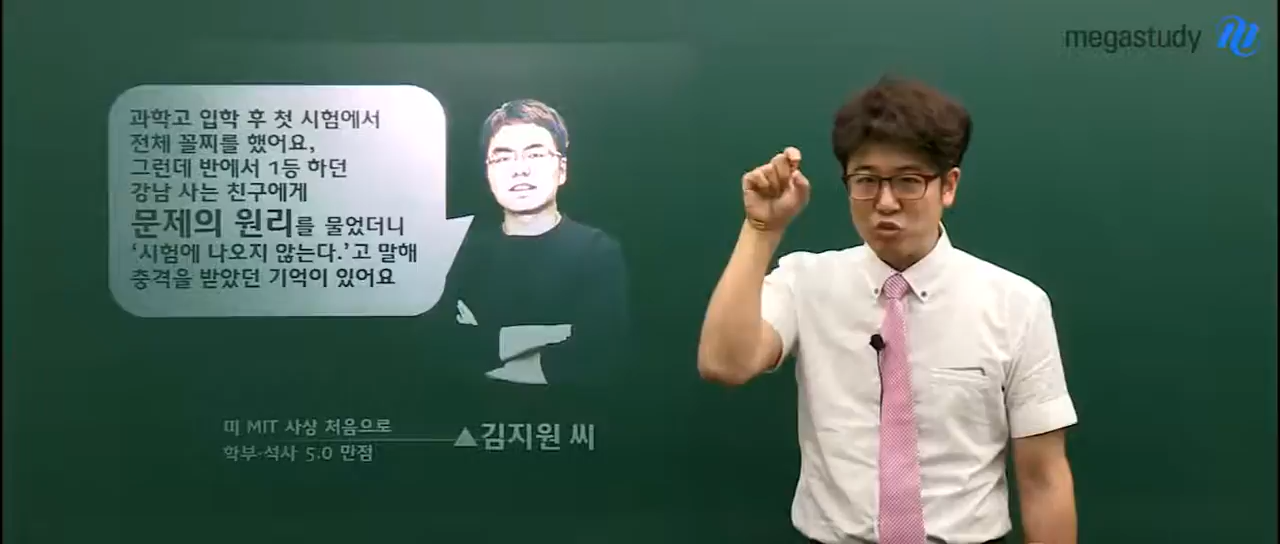 megastudy
과학고 입학 후 첫 시험에서
전체 꼴찌를 했어요,
그런데 반에서 1등 하던
강남 사는 친구에게
문제의 원리를 물었더니
‘시험에 나오지 않는다.’고 말해
충격을 받았던 기억이 있어요
미 MIT 사상 처음으로
학부·석사 5.0 만점
▲김지원 씨